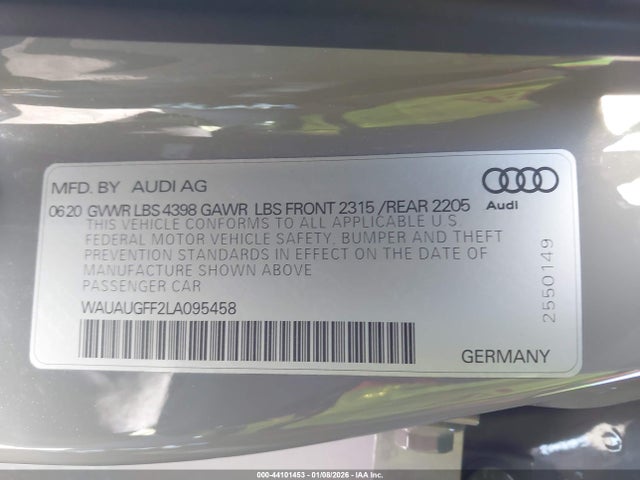 MFD. BY AUDI AG
Audi
06 20 GVWR LBS 4398 GAWR LBS FRONT 2315 /REAR 2205
THIS VEHICLE CONFORMS TO ALL APPLICABLE U S
FEDERAL MOTOR VEHICLE SAFETY, BUMPER AND THEFT
PREVENTION STANDARDS IN EFFECT ON THE DATE OF
MANUFACTURE SHOWN ABOVE
PASSENGER CAR
WAUAUGFF2LA095458
GERMANY
2550149
000-44101453 - 01/08/2026 - IAA Inc.